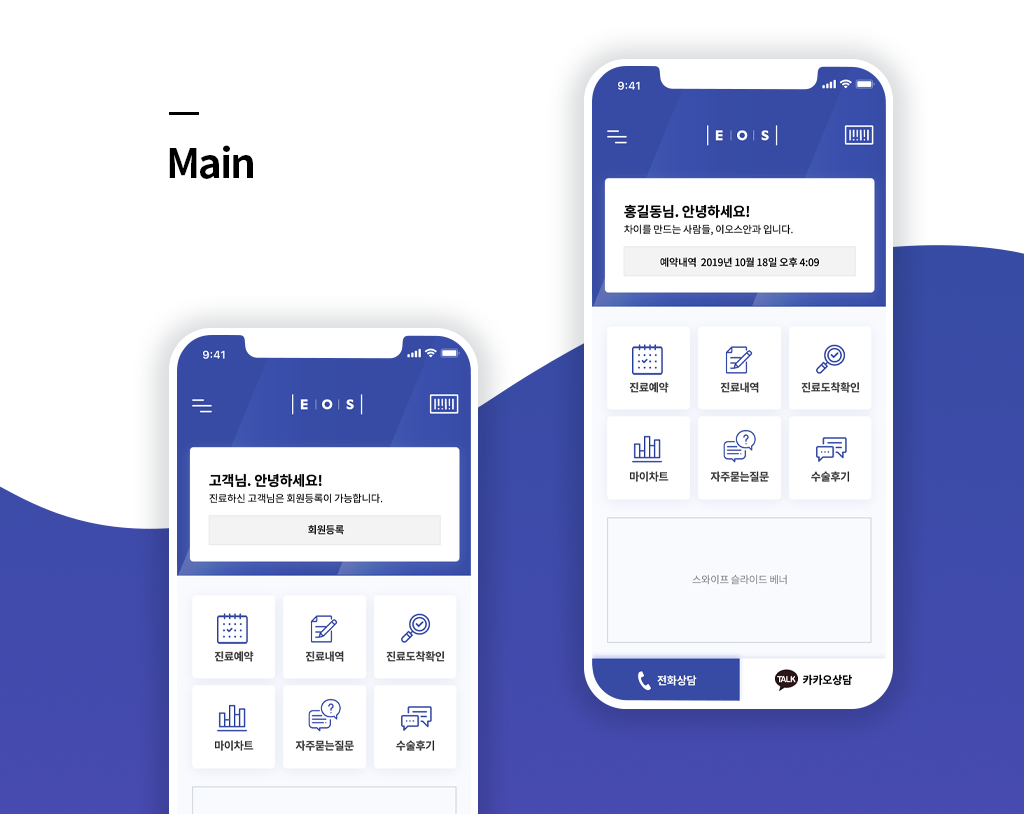 Main
9:41
E O S
고객님. 안녕하세요!
진료하신 고객님은 회원등록이 가능합니다.
회원등록
진료예약 진료내역 진료도착확인
마이차트 자주묻는질문 수술후기
9:41
E O S
홍길동님. 안녕하세요!
차이를 만드는 사람들, 이오스안과 입니다.
예약내역 2019년 10월 18일 오후 4:09
진료예약 진료내역 진료도착확인
마이차트 자주묻는질문 수술후기
스와이프 슬라이드 베너
전화상담 TALK 카카오상담